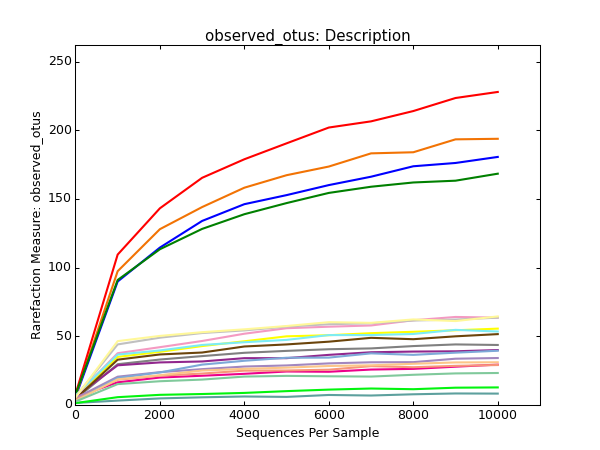 observed_otus: Description
250
200
150
100
50
0
0 2000 4000 6000 8000 10000
Sequences Per Sample
Rarefaction Measure: observed_otus